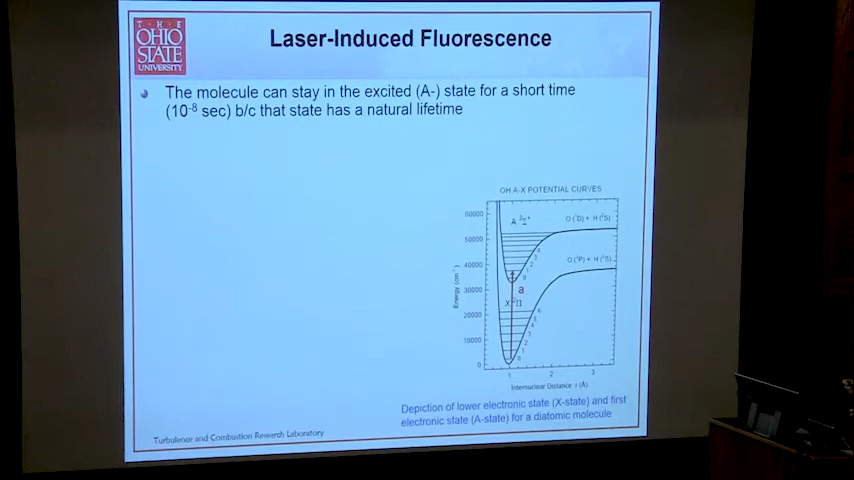 T · H · E
OHIO
STATE
UNIVERSITY
Laser-Induced Fluorescence
The molecule can stay in the excited (A-) state for a short time
(10⁻⁸ sec) b/c that state has a natural lifetime
OH A-X POTENTIAL CURVES
60000
50000
40000
30000
20000
10000
0
Energy (cm⁻¹)
A ²Σ⁺
O (¹D) + H (²S)
O (³P) + H (²S)
a
X ²Π
1
2
3
Internuclear Distance r (Å)
Depiction of lower electronic state (X-state) and first
electronic state (A-state) for a diatomic molecule
Turbulence and Combustion Research Laboratory